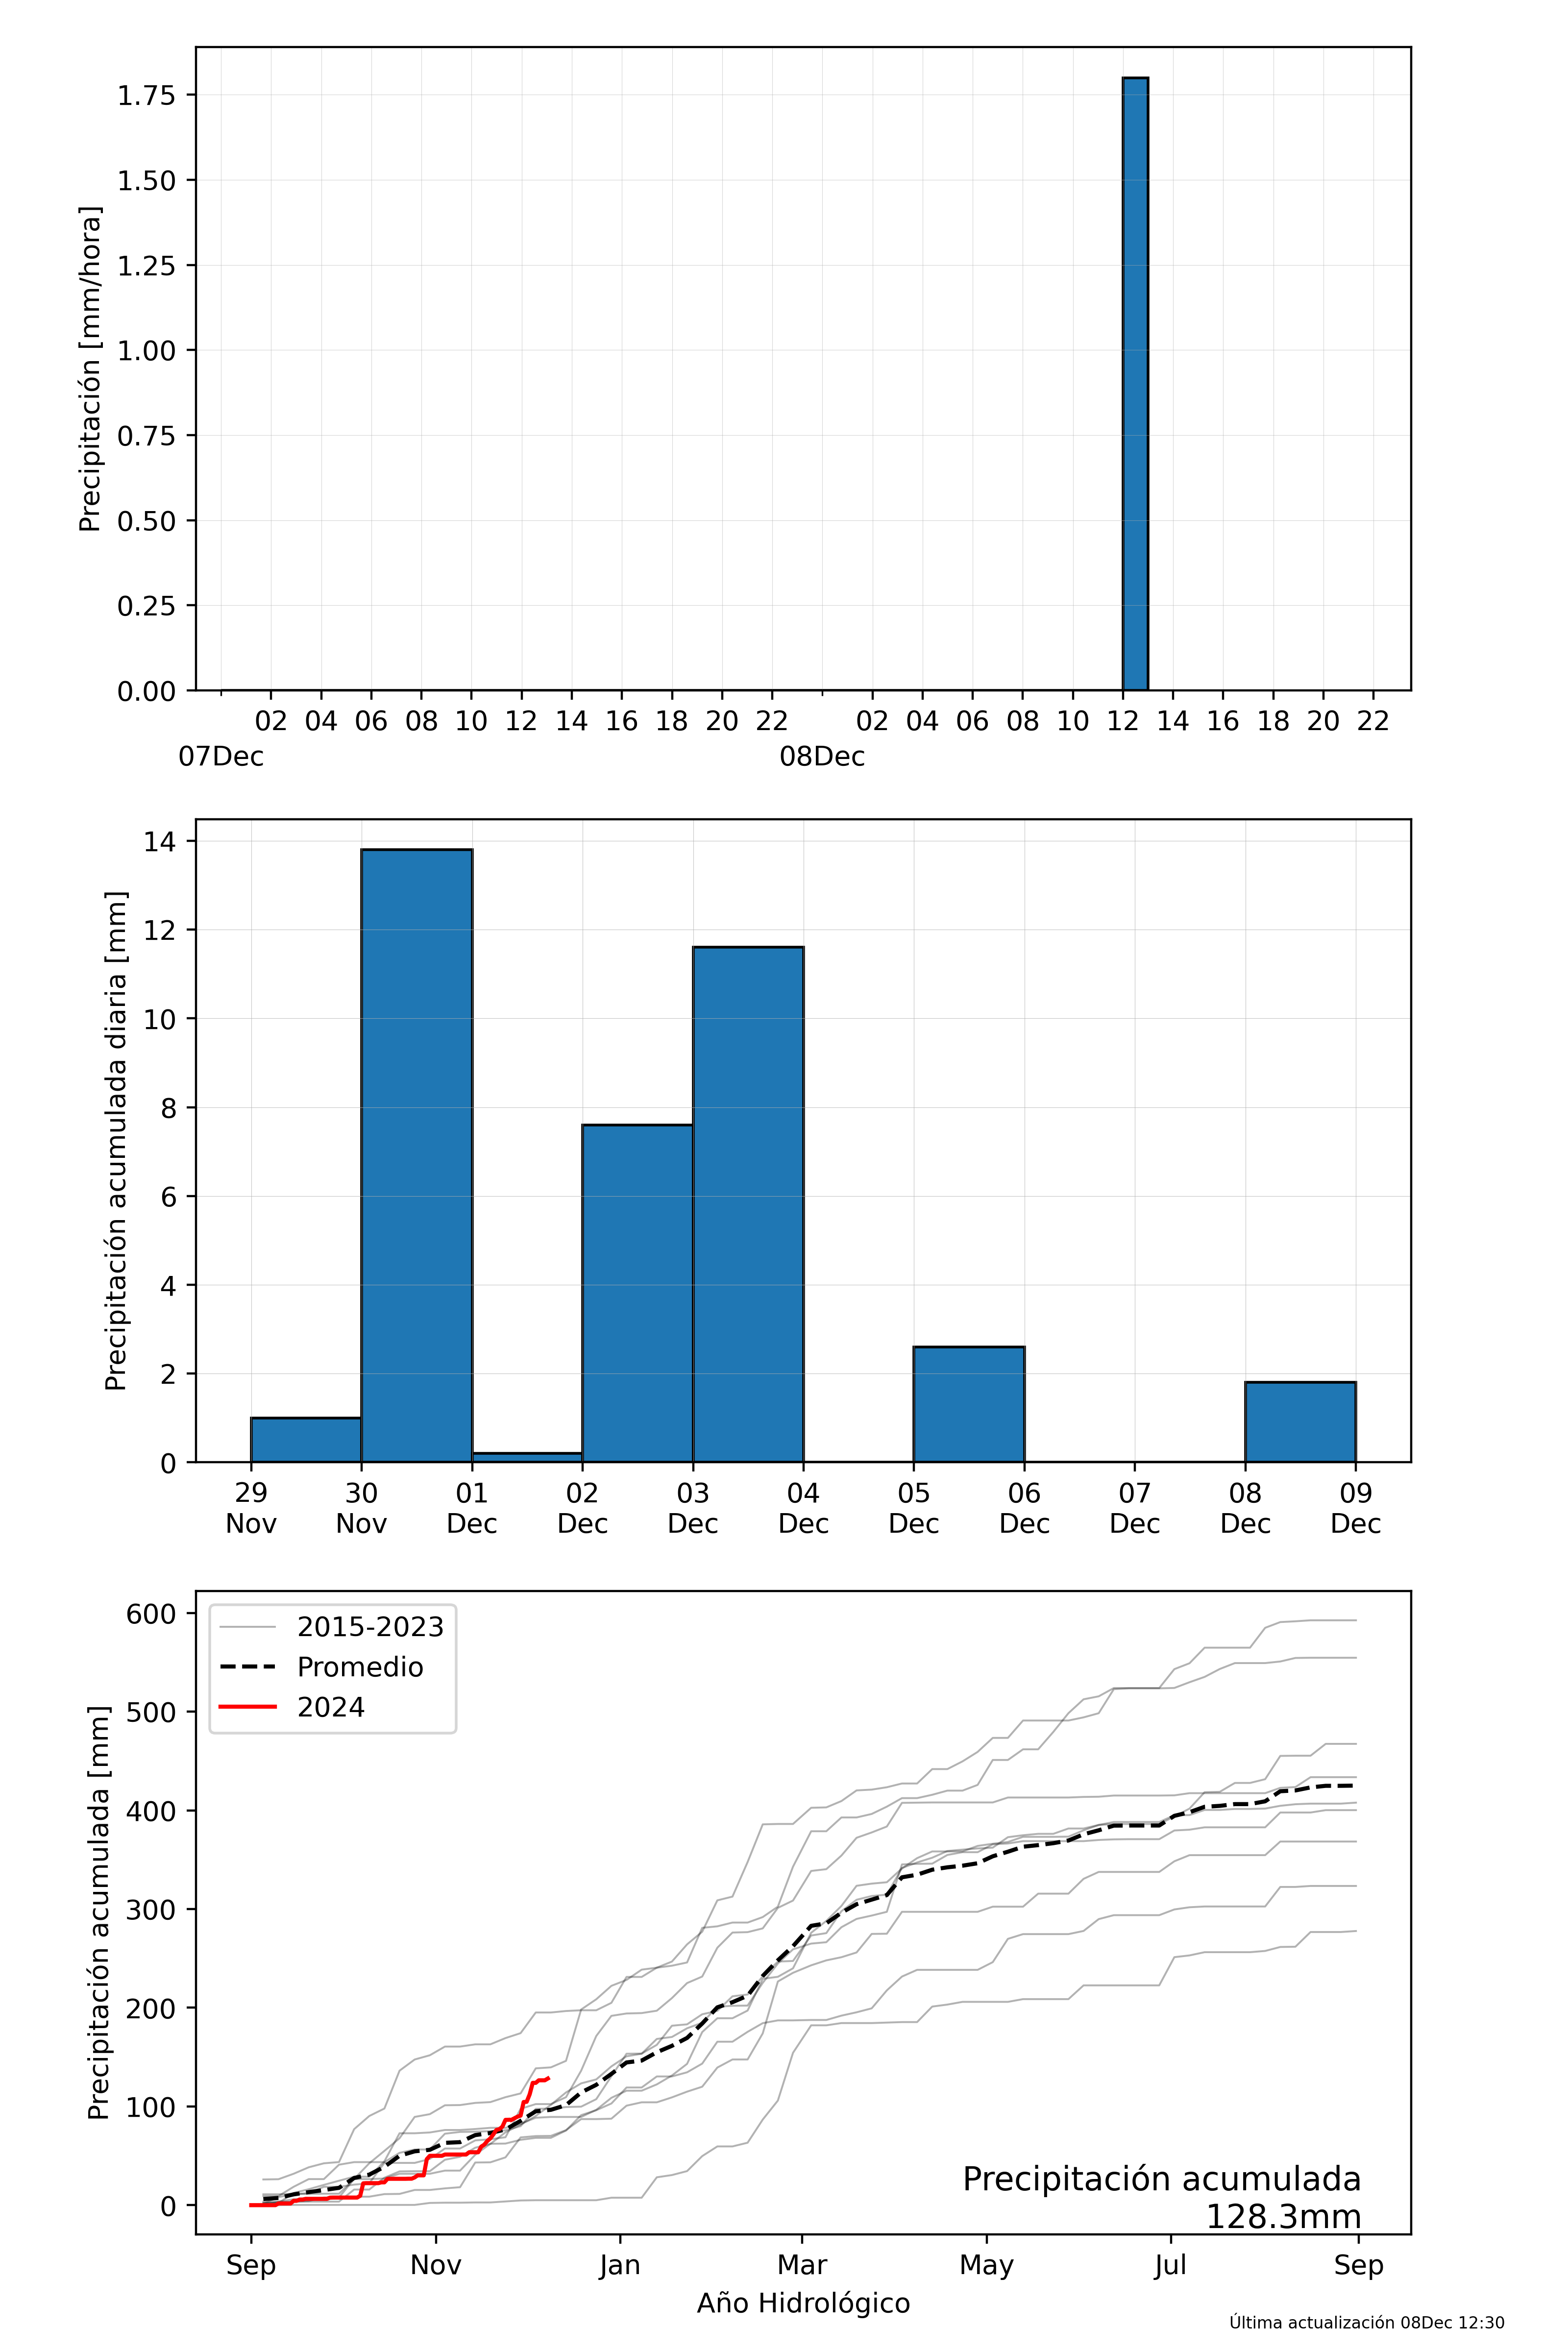 Precipitación [mm/hora]
1.75
1.50
1.25
1.00
0.75
0.50
0.25
0.00
02 04 06 08 10 12 14 16 18 20 22 02 04 06 08 10 12 14 16 18 20 22
07Dec 08Dec
Precipitación acumulada diaria [mm]
14
12
10
8
6
4
2
0
29 30 01 02 03 04 05 06 07 08 09
Nov Nov Dec Dec Dec Dec Dec Dec Dec Dec Dec
Precipitación acumulada [mm]
600
500
400
300
200
100
0
2015-2023
Promedio
2024
Precipitación acumulada
128.3mm
Sep Nov Jan Mar May Jul Sep
Año Hidrológico
Última actualización 08Dec 12:30